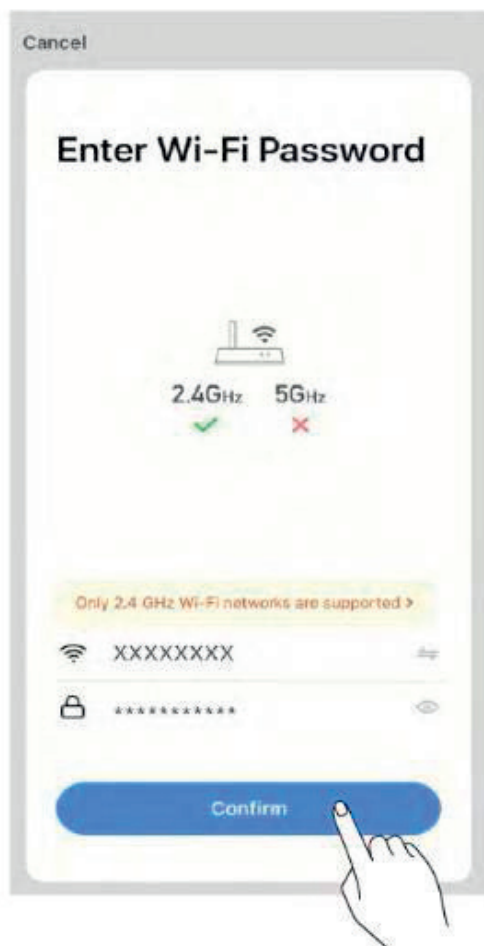 Cancel
Enter Wi-Fi Password
2.4GHz 5GHz
Only 2.4 GHz Wi-Fi networks are supported >
XXXXXXXX
***********
Confirm